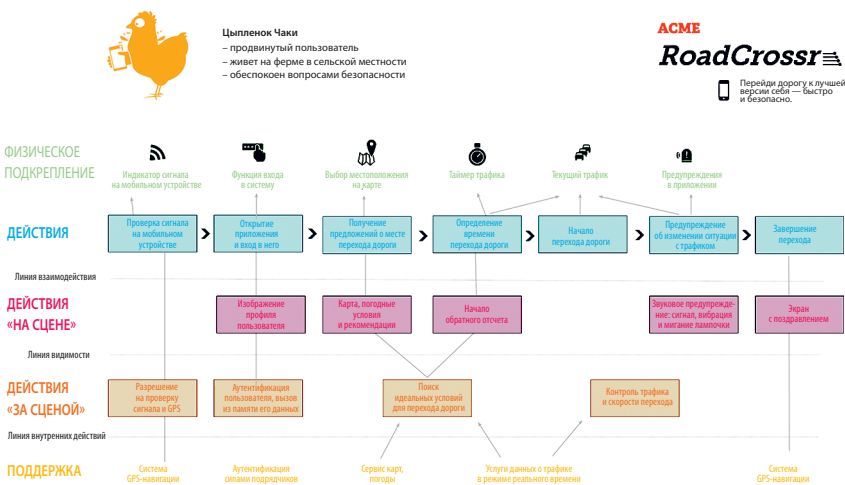 Цыпленок Чаки
– продвинутый пользователь
– живет на ферме в сельской местности
– обеспокоен вопросами безопасности
ACME
RoadCrossr
Перейди дорогу к лучшей
версии себя — быстро
и безопасно.
ФИЗИЧЕСКОЕ
ПОДКРЕПЛЕНИЕ
Индикатор сигнала
на мобильном устройстве
Функция входа
в систему
Выбор местоположения
на карте
Таймер трафика
Текущий трафик
Предупреждения
в приложении
ДЕЙСТВИЯ
Проверка сигнала
на мобильном
устройстве
Открытие
приложения
и вход в него
Получение
предложений о месте
перехода дороги
Определение
времени
перехода дороги
Начало
перехода дороги
Предупреждение
об изменении ситуации
с трафиком
Завершение
перехода
Линия взаимодействия
ДЕЙСТВИЯ
«НА СЦЕНЕ»
Изображение
профиля
пользователя
Карта, погодные
условия
и рекомендации
Начало
обратного отсчета
Звуковое предупрежде-
ние: сигнал, вибрация
и мигание лампочки
Экран
с поздравлением
Линия видимости
ДЕЙСТВИЯ
«ЗА СЦЕНОЙ»
Разрешение
на проверку
сигнала и GPS
Аутентификация
пользователя, вызов
из памяти его данных
Поиск
идеальных условий
для перехода дороги
Контроль трафика
и скорости перехода
Линия внутренних действий
ПОДДЕРЖКА
Система
GPS-навигации
Аутентификация
силами подрядчиков
Сервис карт,
погоды
Услуги данных о трафике
в режиме реального времени
Система
GPS-навигации